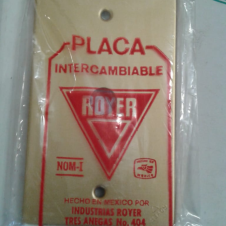 PLACA
INTERCAMBIABLE
ROYER
NOM-I
HECHO EN MEXICO POR
INDUSTRIAS ROYER
TRES ANEGAS No. 404